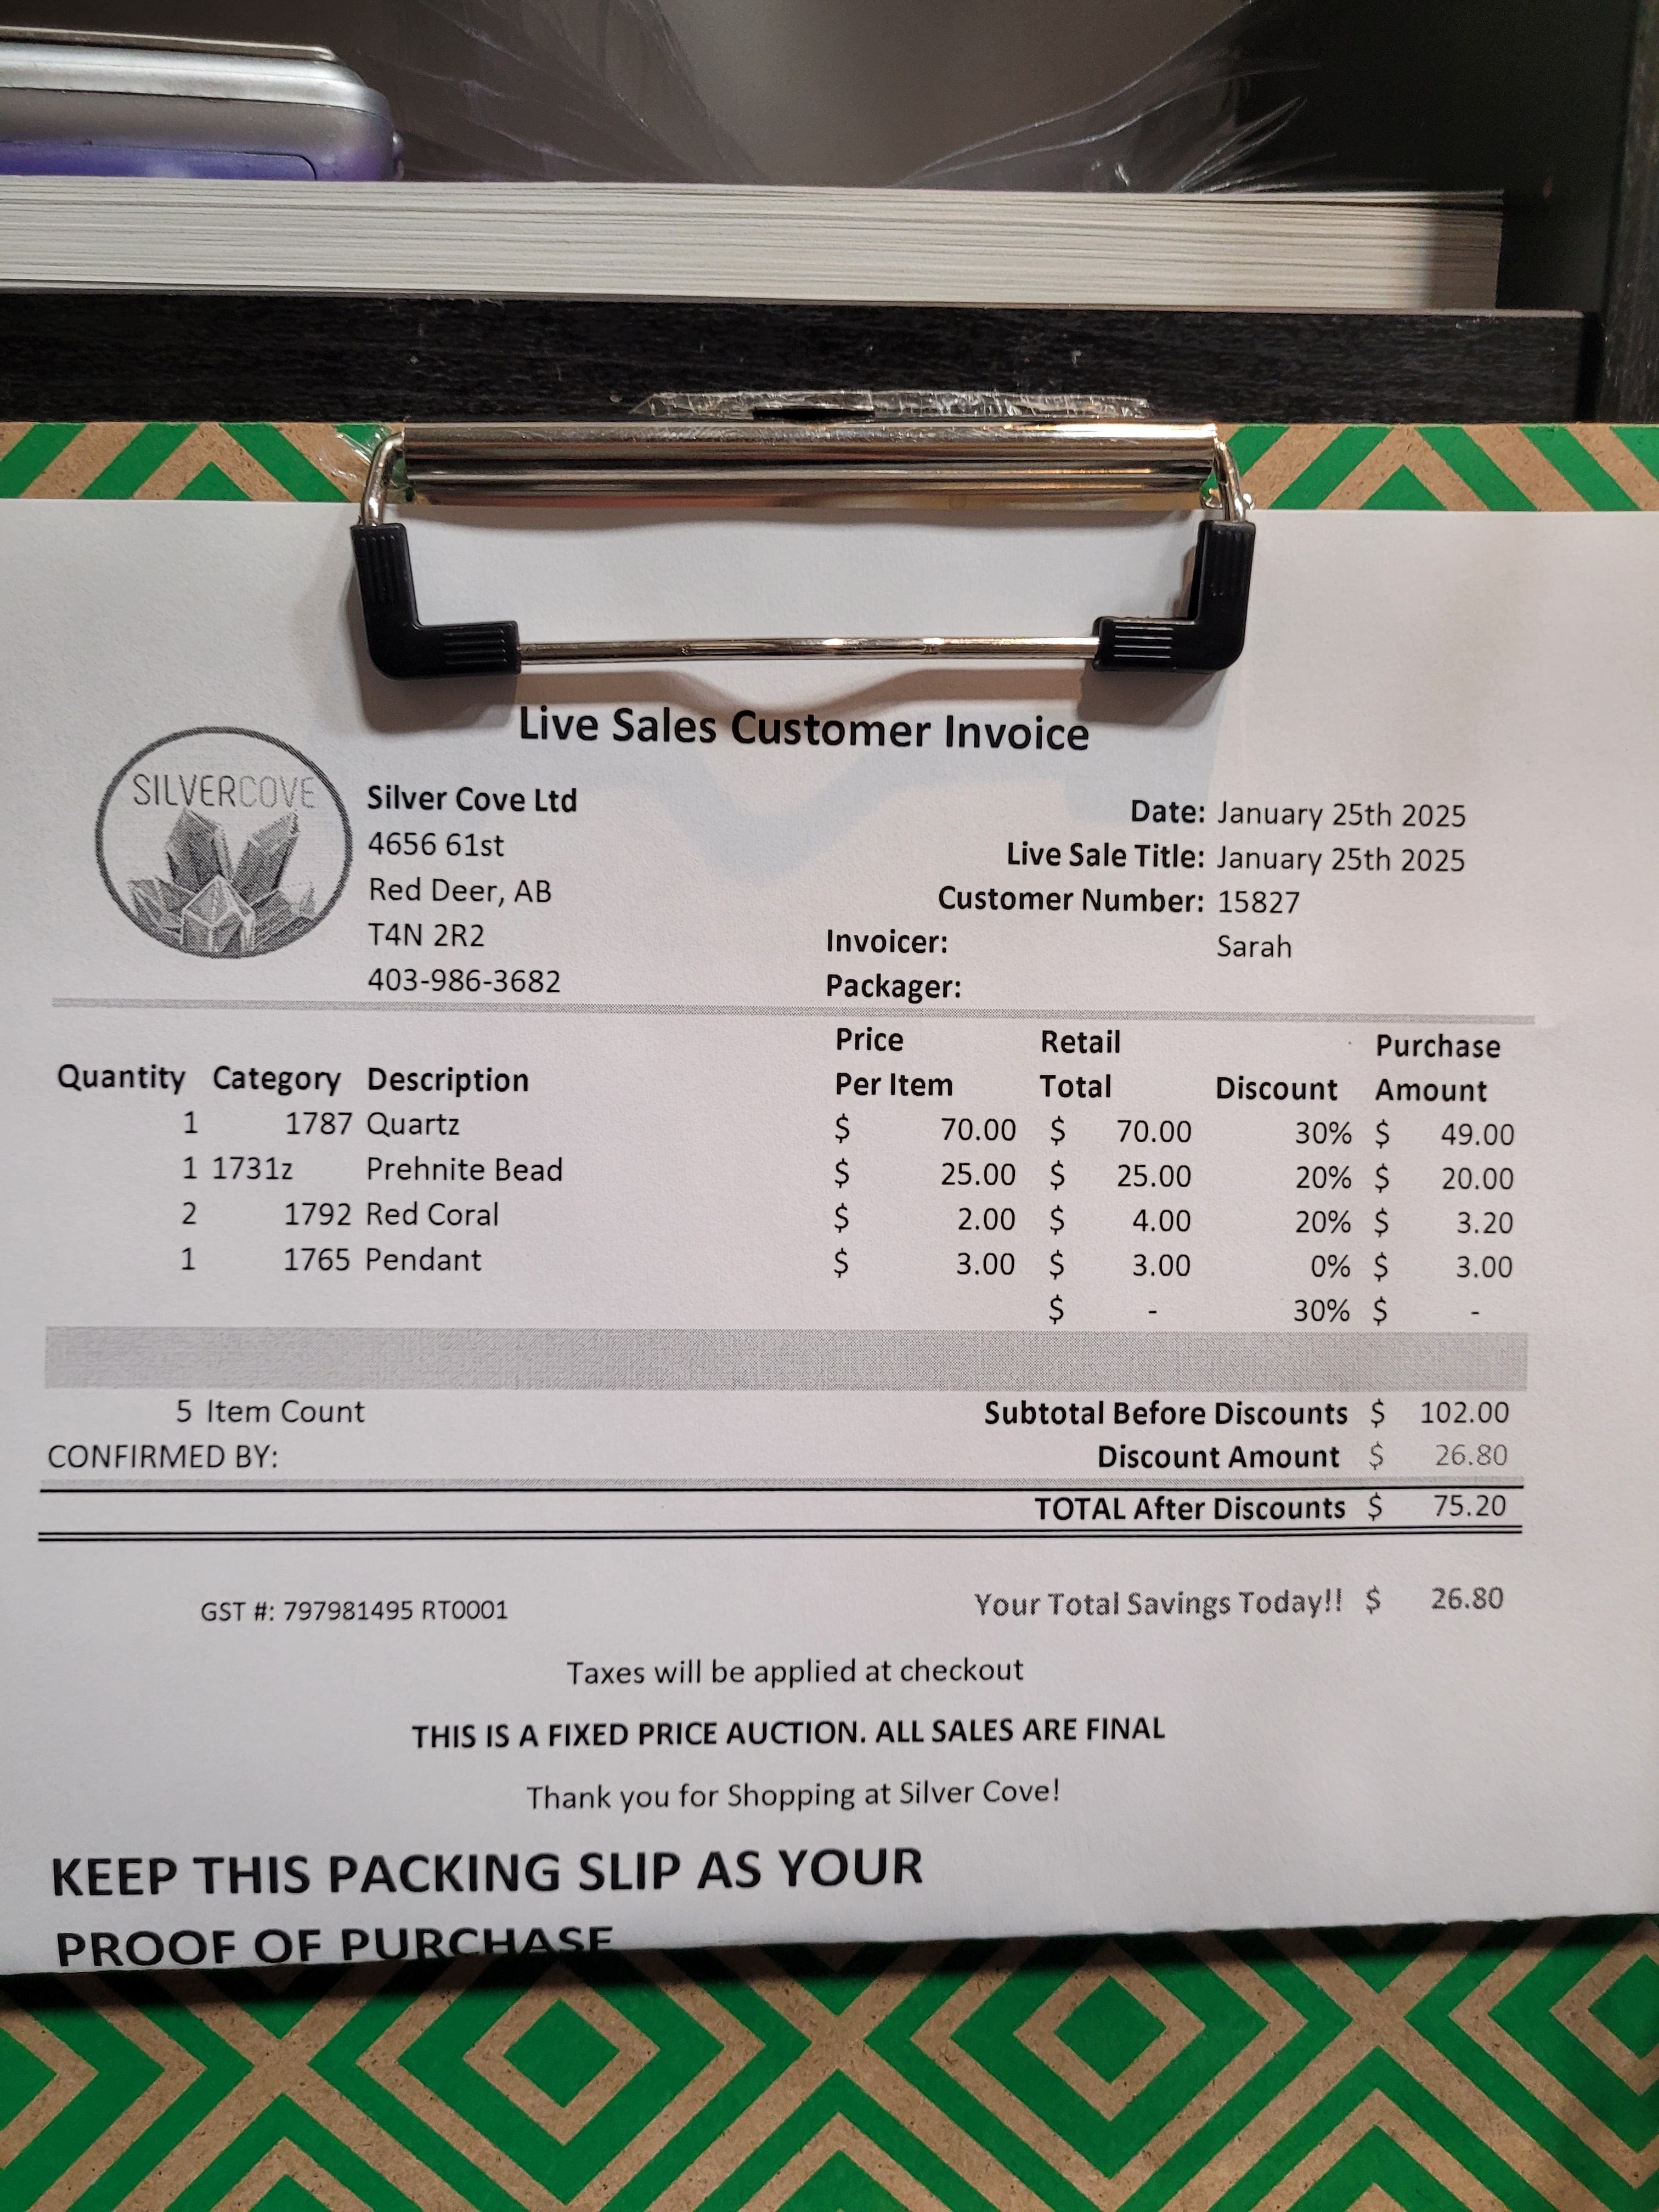 Live Sales Customer Invoice
SILVERCOVE
Silver Cove Ltd
4656 61st
Red Deer, AB
T4N 2R2
403-986-3682
Date: January 25th 2025
Live Sale Title: January 25th 2025
Customer Number: 15827
Invoicer: Sarah
Packager:
Quantity Category Description Price Per Item Retail Total Discount Purchase Amount
1 1787 Quartz $ 70.00 $ 70.00 30% $ 49.00
1 1731z Prehnite Bead $ 25.00 $ 25.00 20% $ 20.00
2 1792 Red Coral $ 2.00 $ 4.00 20% $ 3.20
1 1765 Pendant $ 3.00 $ 3.00 0% $ 3.00
$ - 30% $ -
5 Item Count Subtotal Before Discounts $ 102.00
CONFIRMED BY: Discount Amount $ 26.80
TOTAL After Discounts $ 75.20
GST #: 797981495 RT0001 Your Total Savings Today!! $ 26.80
Taxes will be applied at checkout
THIS IS A FIXED PRICE AUCTION. ALL SALES ARE FINAL
Thank you for Shopping at Silver Cove!
KEEP THIS PACKING SLIP AS YOUR
PROOF OF PURCHASE